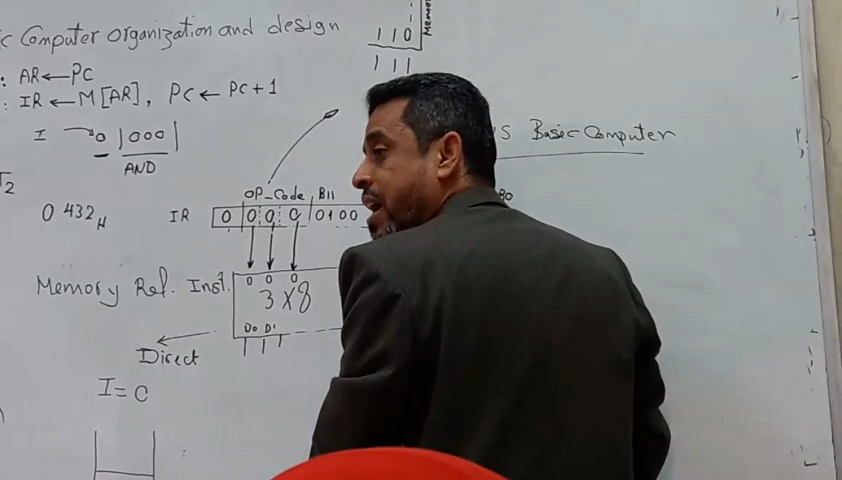 c Computer organization and design
: AR ← PC
: IR ← M[AR], PC ← PC+1
I → 0 | 000 |
AND
T2
0 432H
IR
OP-Code B11
0 0 0 0 0100
Memory Ref. Inst.
0 0 0
3 X 8
D0 D1
Direct
I = 0
110
111
S Basic Computer